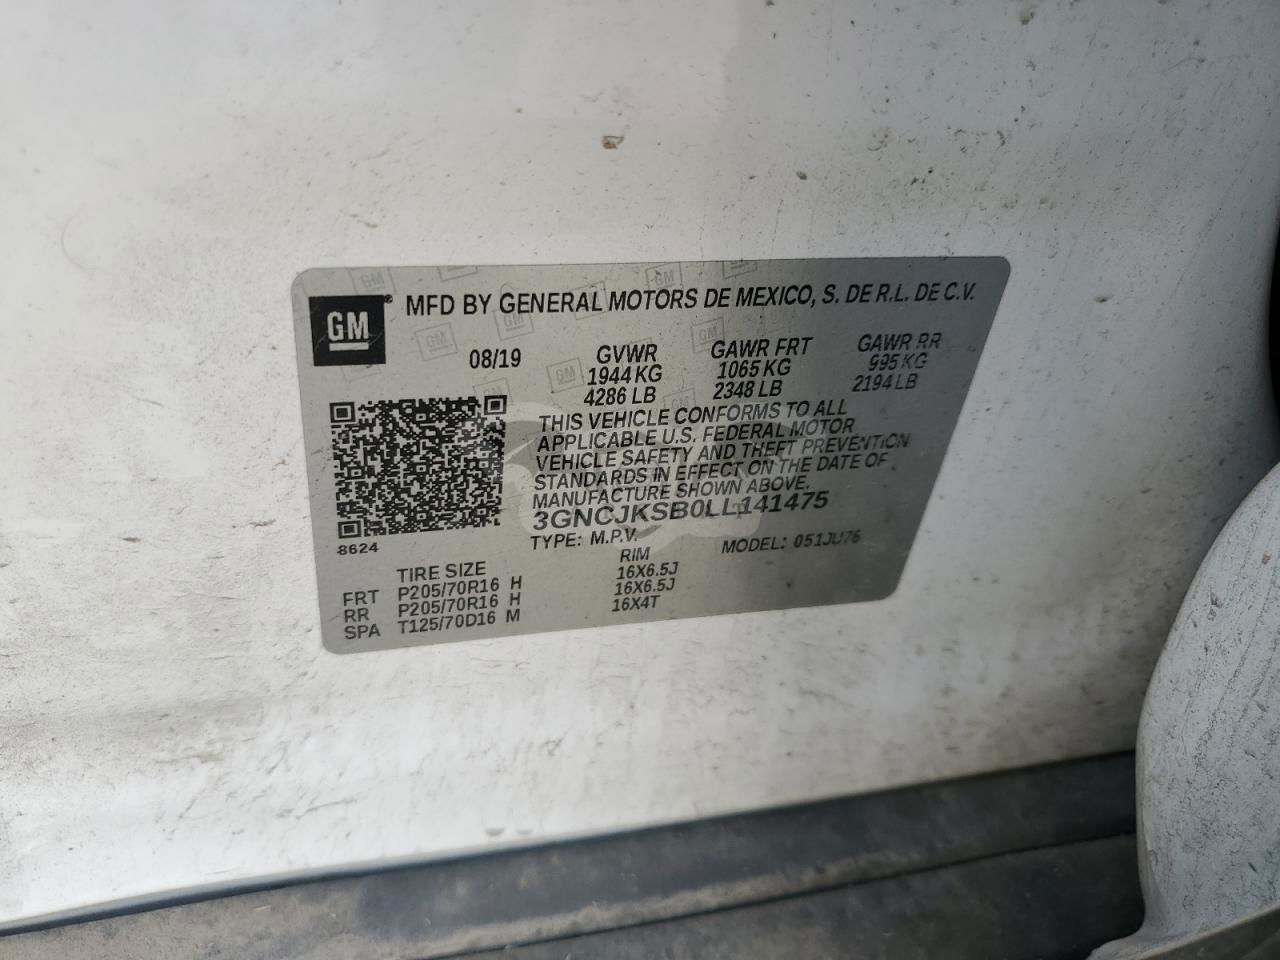 GM ® MFD BY GENERAL MOTORS DE MEXICO, S. DE R.L. DE C.V.
08/19 GVWR GAWR FRT GAWR RR
1944 KG 1065 KG 995 KG
4286 LB 2348 LB 2194 LB
THIS VEHICLE CONFORMS TO ALL
APPLICABLE U.S. FEDERAL MOTOR
VEHICLE SAFETY AND THEFT PREVENTION
STANDARDS IN EFFECT ON THE DATE OF
MANUFACTURE SHOWN ABOVE.
3GNCJKSB0LL141475
8624 TYPE: M.P.V. MODEL: 051JU76
TIRE SIZE RIM
FRT P205/70R16 H 16X6.5J
RR P205/70R16 H 16X6.5J
SPA T125/70D16 M 16X4T